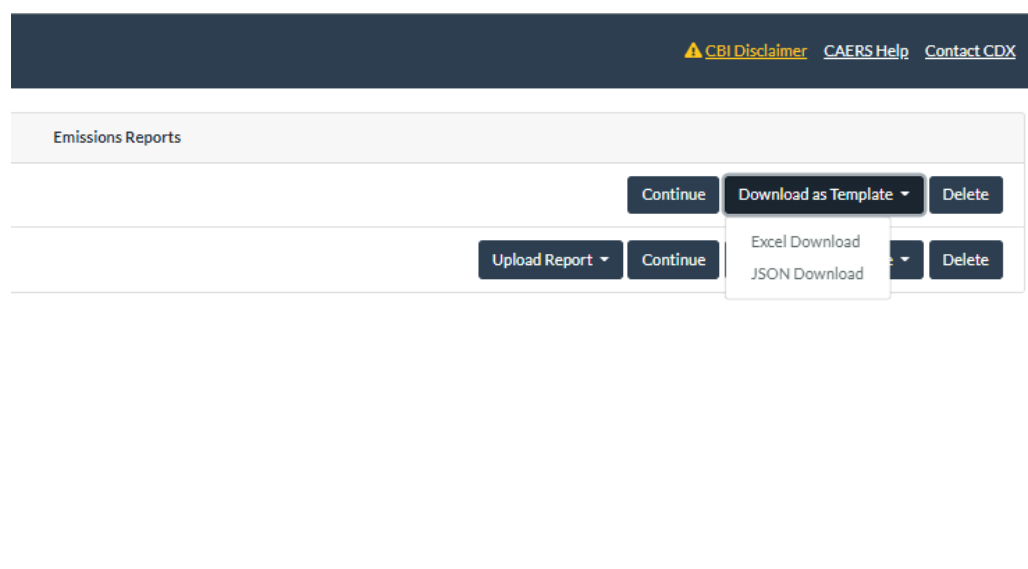 CBI Disclaimer CAERS Help Contact CDX
Emissions Reports
Continue Download as Template Delete
Excel Download
JSON Download
Upload Report Continue Delete